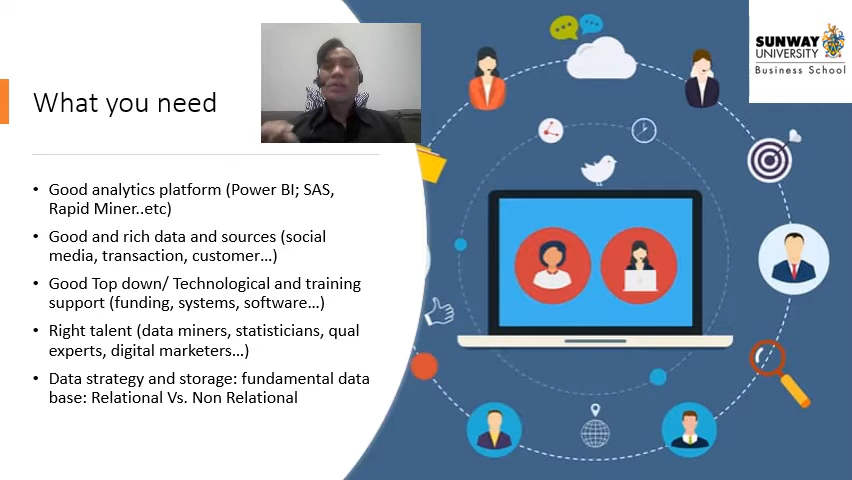 SUNWAY
UNIVERSITY
Business School
What you need
• Good analytics platform (Power BI; SAS,
Rapid Miner..etc)
• Good and rich data and sources (social
media, transaction, customer...)
• Good Top down/ Technological and training
support (funding, systems, software...)
• Right talent (data miners, statisticians, qual
experts, digital marketers...)
• Data strategy and storage: fundamental data
base: Relational Vs. Non Relational